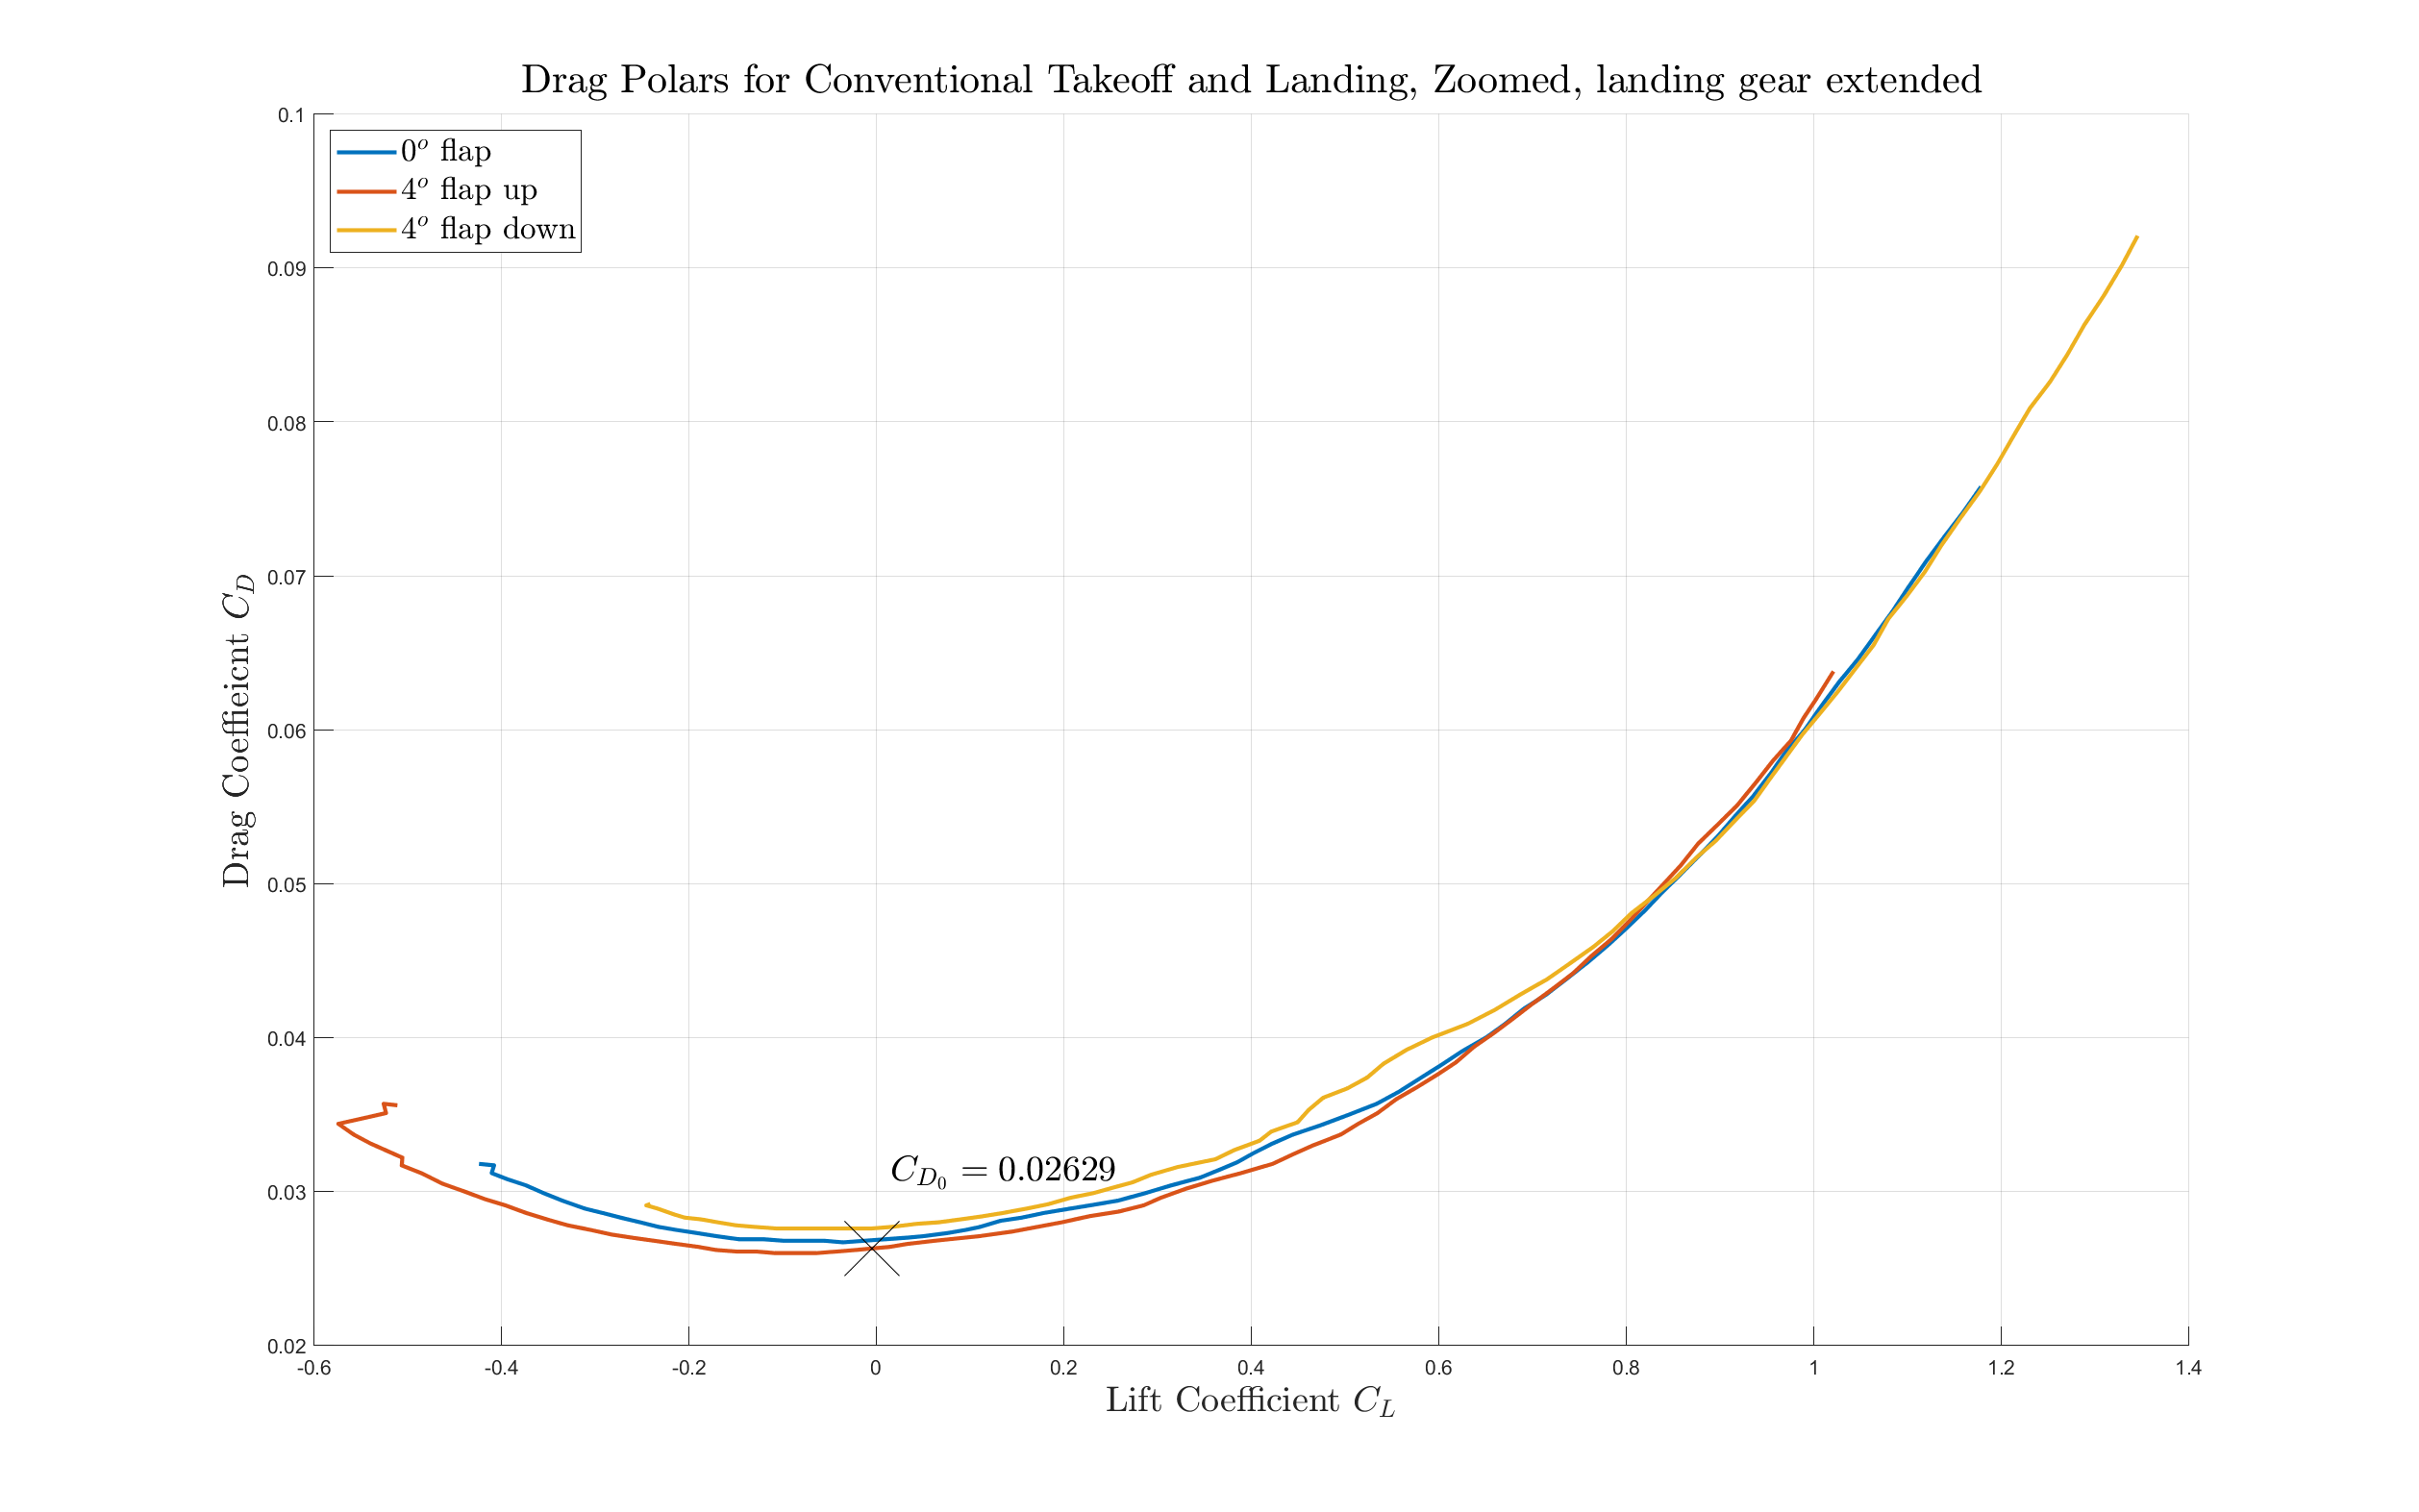 Drag Polars for Conventional Takeoff and Landing, Zoomed, landing gear extended
0.1
0° flap
4° flap up
4° flap down
0.09
0.08
0.07
0.06
0.05
0.04
0.03
0.02
Drag Coeffieicnt C_D
C_{D_0} = 0.02629
-0.6 -0.4 -0.2 0 0.2 0.4 0.6 0.8 1 1.2 1.4
Lift Coefficient C_L